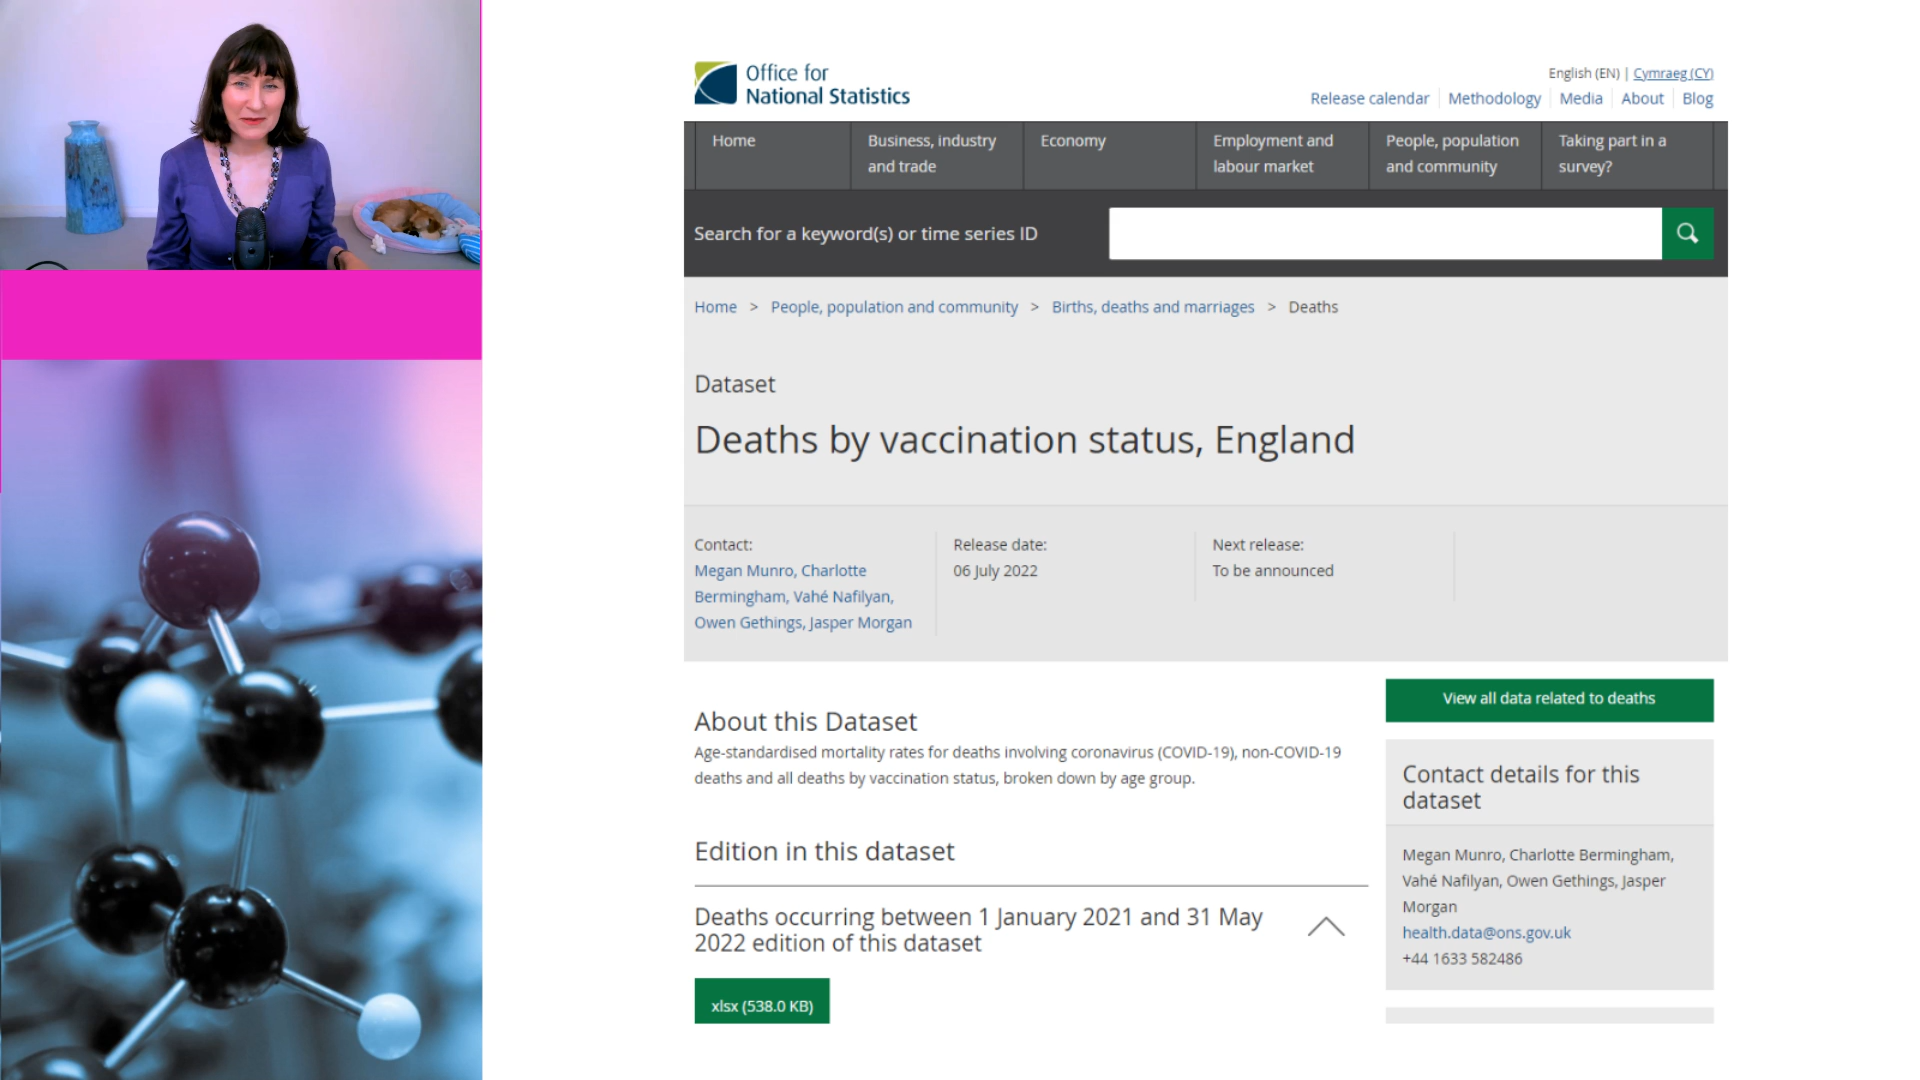 Office for
National Statistics
English (EN) | Cymraeg (CY)
Release calendar
Methodology
Media
About
Blog
Home
Business, industry
and trade
Economy
Employment and
labour market
People, population
and community
Taking part in a
survey?
Search for a keyword(s) or time series ID
Home > People, population and community > Births, deaths and marriages > Deaths
Dataset
Deaths by vaccination status, England
Contact:
Megan Munro, Charlotte
Bermingham, Vahé Nafilyan,
Owen Gethings, Jasper Morgan
Release date:
06 July 2022
Next release:
To be announced
About this Dataset
Age-standardised mortality rates for deaths involving coronavirus (COVID-19), non-COVID-19
deaths and all deaths by vaccination status, broken down by age group.
Edition in this dataset
Deaths occurring between 1 January 2021 and 31 May
2022 edition of this dataset
xlsx (538.0 KB)
View all data related to deaths
Contact details for this
dataset
Megan Munro, Charlotte Bermingham,
Vahé Nafilyan, Owen Gethings, Jasper
Morgan
health.data@ons.gov.uk
+44 1633 582486